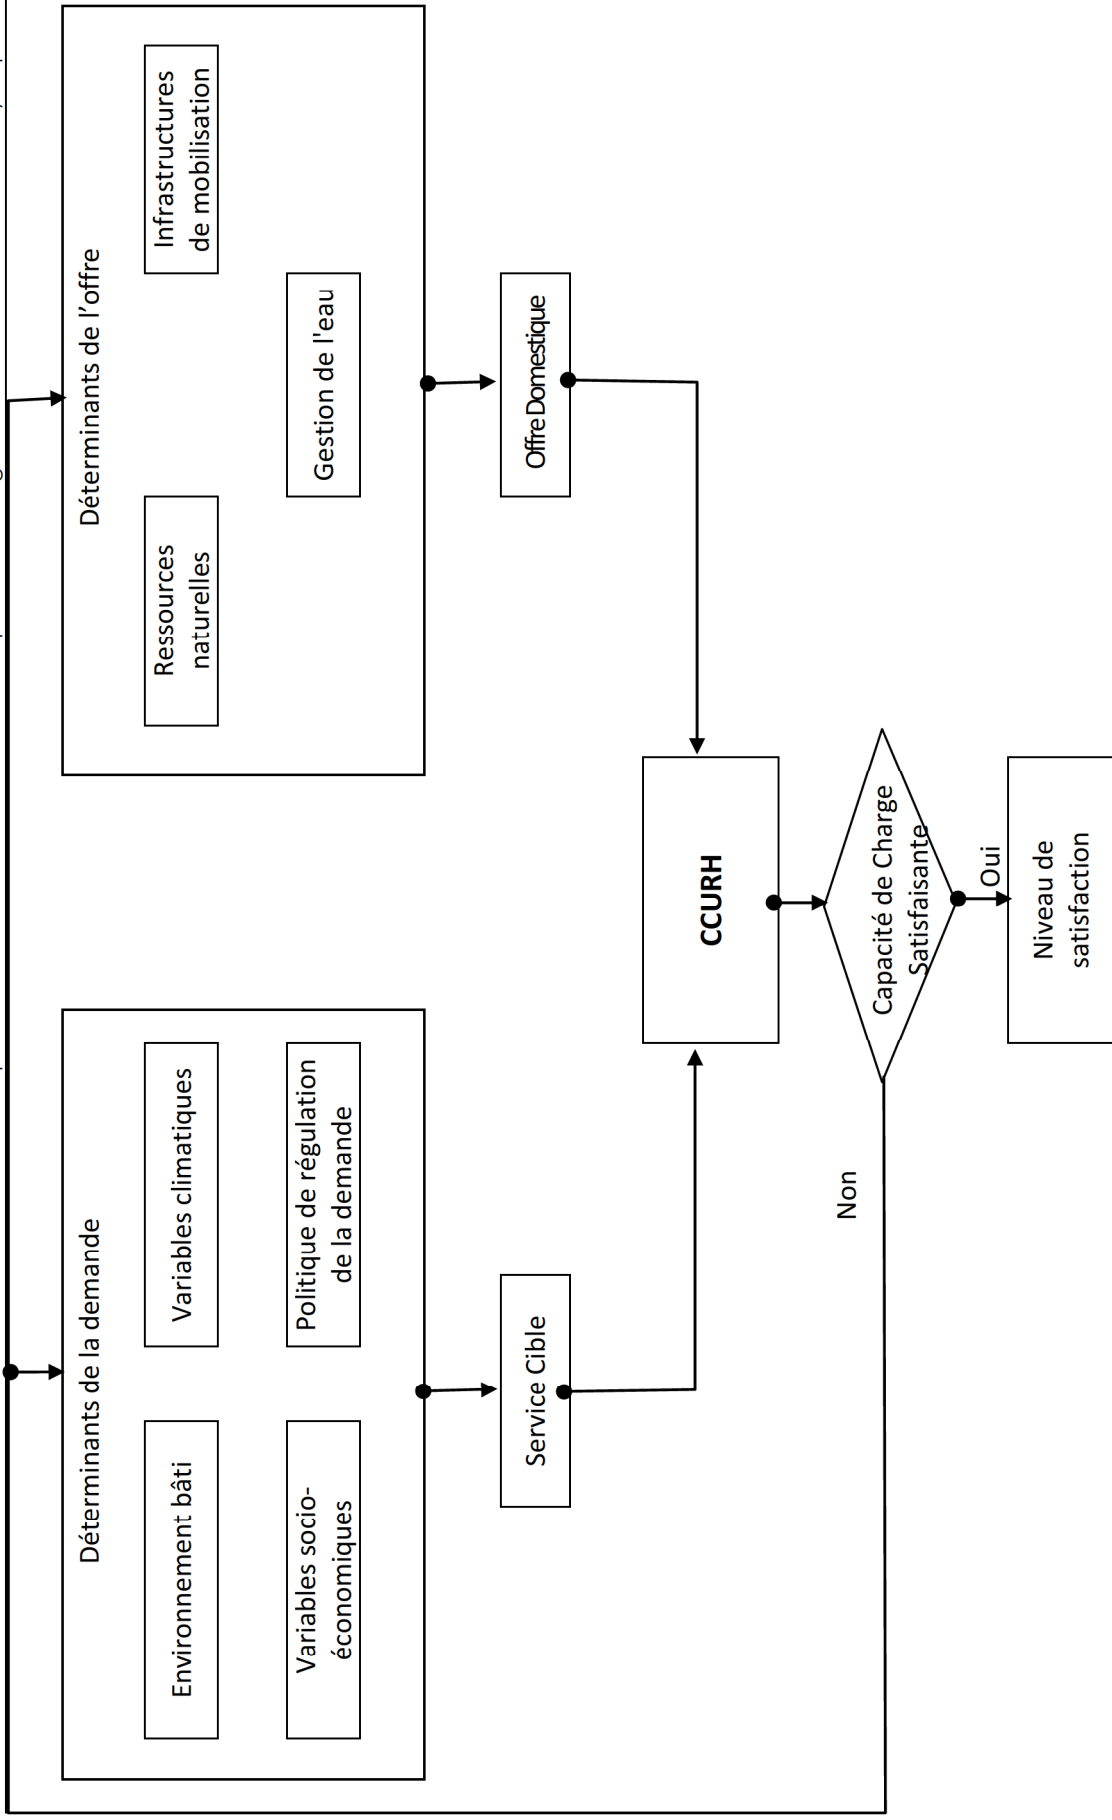 Déterminants de la demande
Environnement bâti
Variables climatiques
Variables socio-
économiques
Politique de régulation
de la demande
Déterminants de l'offre
Ressources
naturelles
Infrastructures
de mobilisation
Gestion de l'eau
Service Cible
Offre Domestique
CCURH
Non
Capacité de Charge
Satisfaisante
Oui
Niveau de
satisfaction